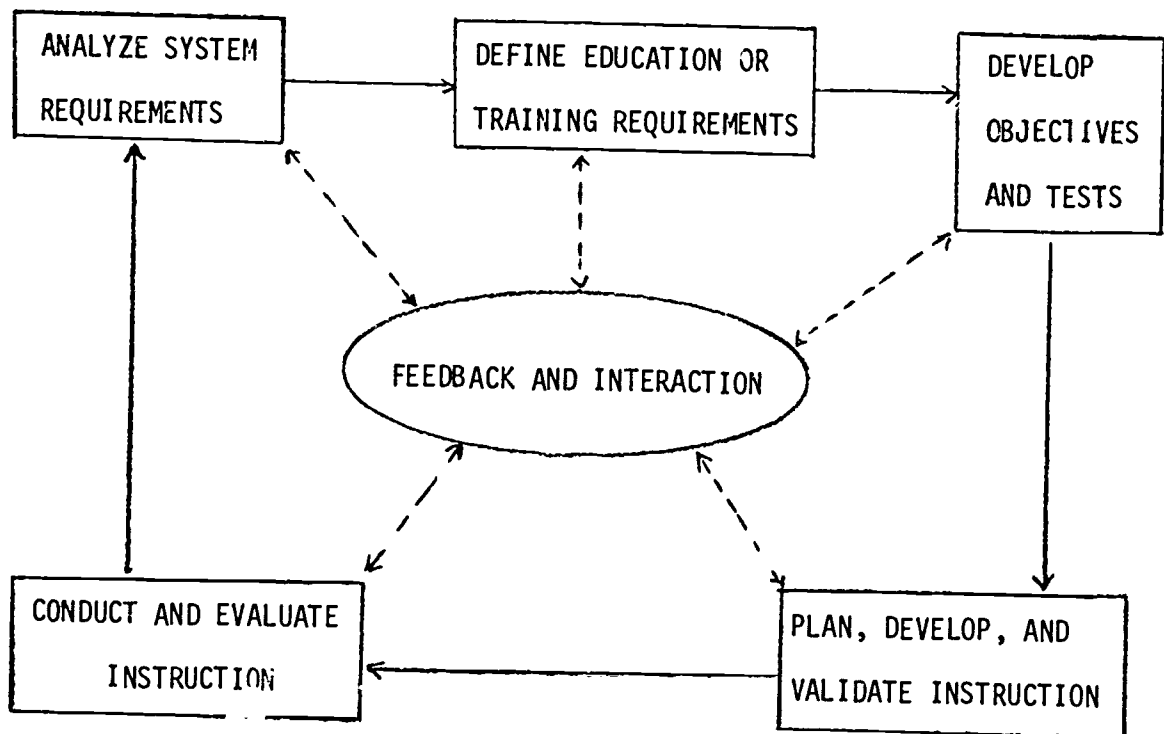 ANALYZE SYSTEM
REQUIREMENTS
DEFINE EDUCATION OR
TRAINING REQUIREMENTS
DEVELOP
OBJECTIVES
AND TESTS
FEEDBACK AND INTERACTION
CONDUCT AND EVALUATE
INSTRUCTION
PLAN, DEVELOP, AND
VALIDATE INSTRUCTION